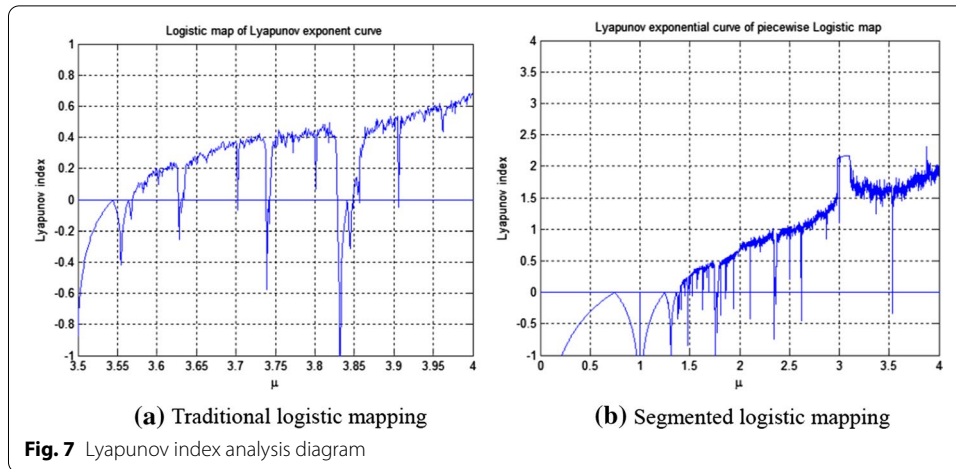 Logistic map of Lyapunov exponent curve
1
0.8
0.6
0.4
0.2
0
-0.2
-0.4
-0.6
-0.8
-1
Lyapunov index
3.5 3.55 3.6 3.65 3.7 3.75 3.8 3.85 3.9 3.95 4
μ
(a) Traditional logistic mapping
Lyapunov exponential curve of piecewise Logistic map
4
3.5
3
2.5
2
1.5
1
0.5
0
-0.5
-1
Lyapunov index
0 0.5 1 1.5 2 2.5 3 3.5 4
μ
(b) Segmented logistic mapping
Fig. 7 Lyapunov index analysis diagram